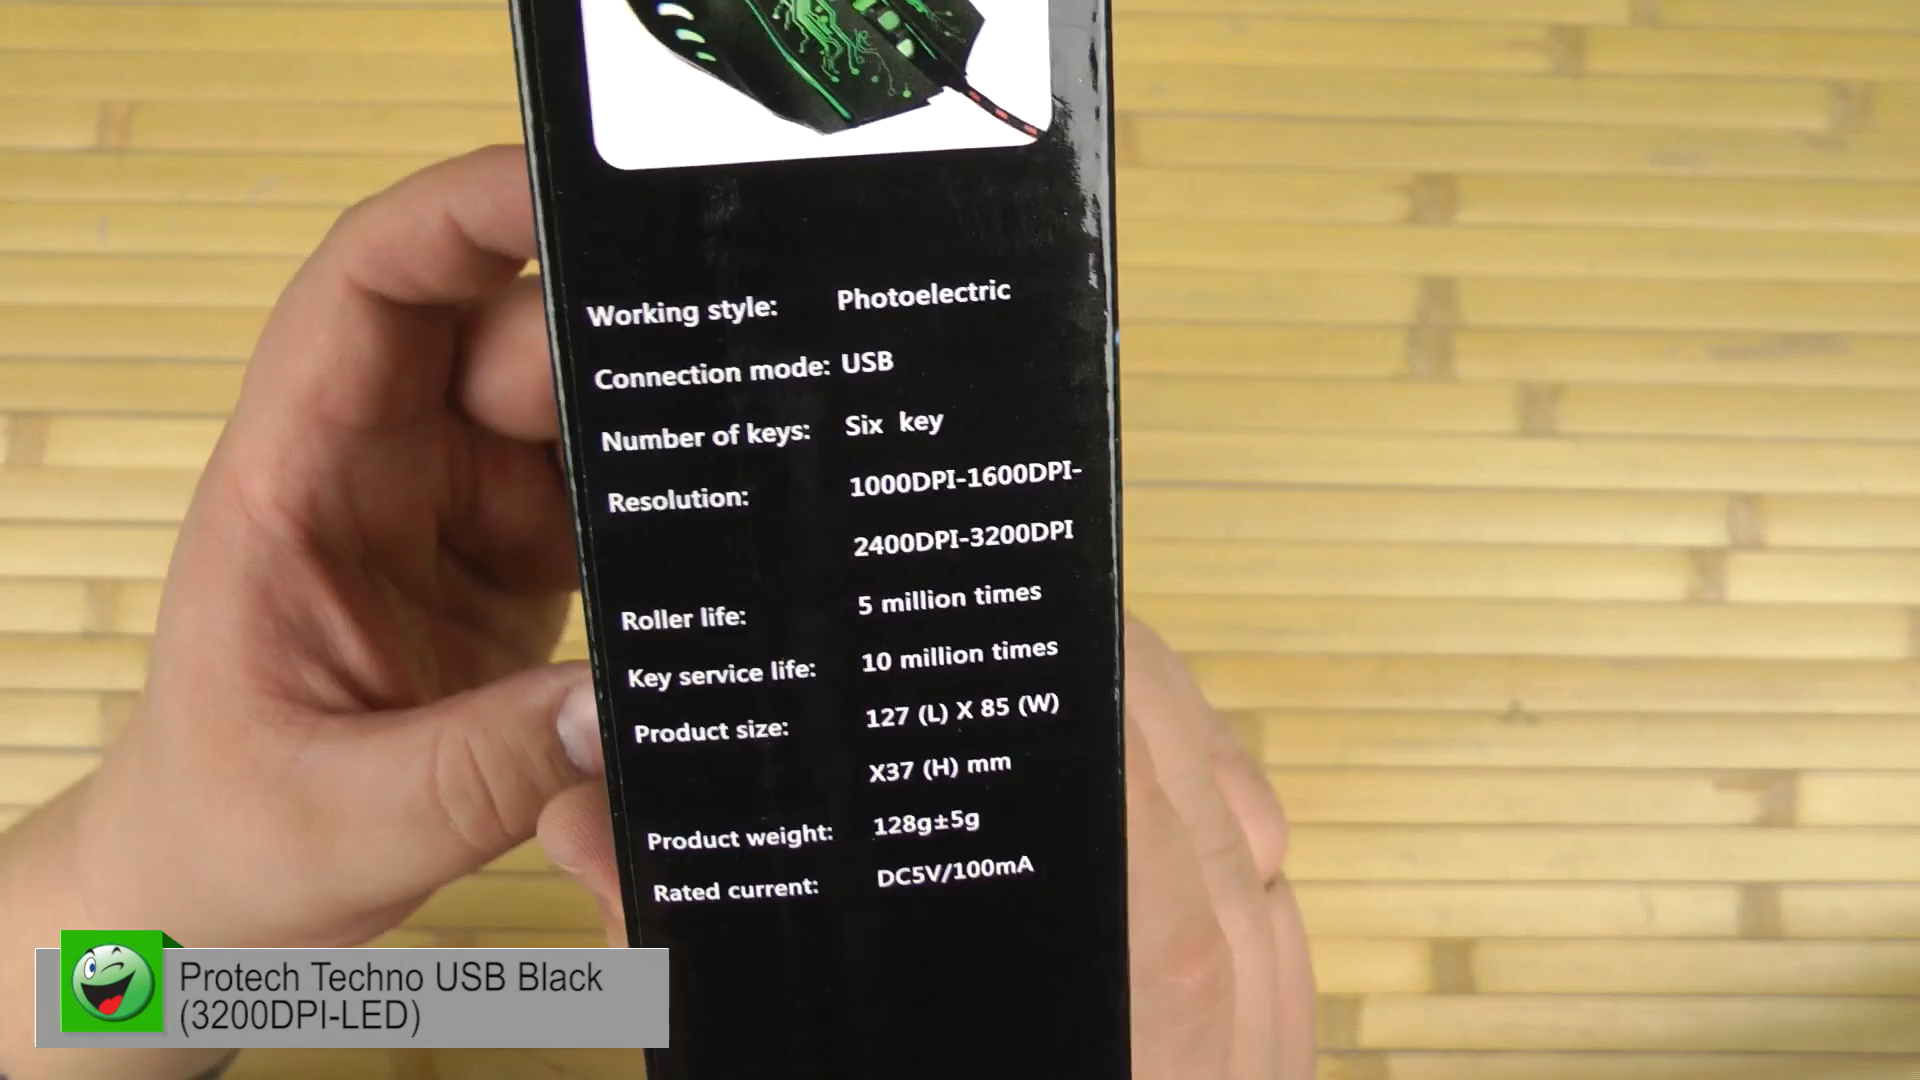 Working style: Photoelectric
Connection mode: USB
Number of keys: Six key
Resolution: 1000DPI-1600DPI-
2400DPI-3200DPI
Roller life: 5 million times
Key service life: 10 million times
Product size: 127 (L) X 85 (W)
X37 (H) mm
Product weight: 128g±5g
Rated current: DC5V/100mA
Protech Techno USB Black
(3200DPI-LED)